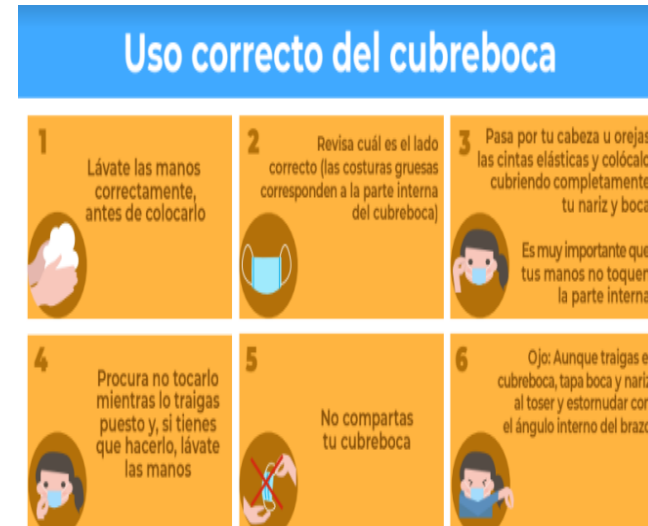 Uso correcto del cubreboca
1
Lávate las manos
correctamente,
antes de colocarlo
2
Revisa cuál es el lado
correcto (las costuras gruesas
corresponden a la parte interna
del cubreboca)
3
Pasa por tu cabeza u orejas
las cintas elásticas y colócalo
cubriendo completamente
tu nariz y boca
Es muy importante que
tus manos no toquen
la parte interna
4
Procura no tocarlo
mientras lo traigas
puesto y, si tienes
que hacerlo, lávate
las manos
5
No compartas
tu cubreboca
6
Ojo: Aunque traigas e
cubreboca, tapa boca y nariz
al toser y estornudar con
el ángulo interno del brazo